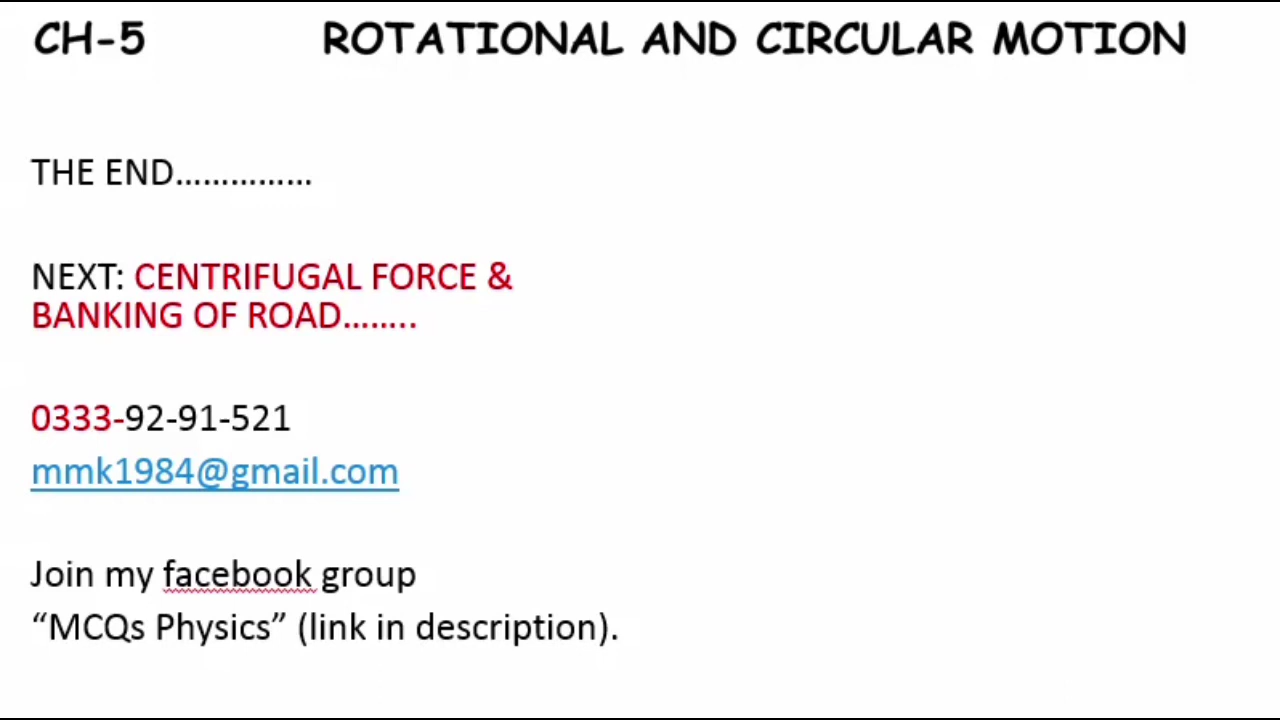 CH-5 ROTATIONAL AND CIRCULAR MOTION
THE END……………
NEXT: CENTRIFUGAL FORCE &
BANKING OF ROAD……..
0333-92-91-521
mmk1984@gmail.com
Join my facebook group
“MCQs Physics” (link in description).